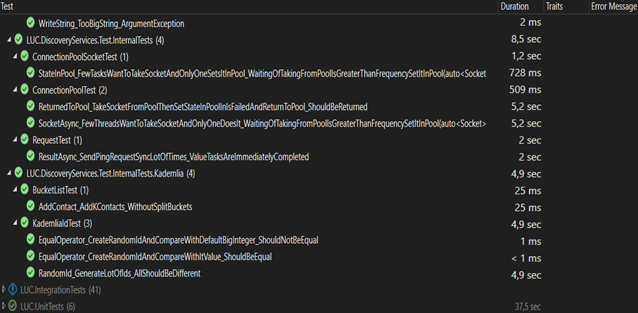 Test Duration Traits Error Message
WriteString_TooBigString_ArgumentException 2 ms
LUC.DiscoveryServices.Test.InternalTests (4) 8,5 sec
ConnectionPoolSocketTest (1) 1,2 sec
StateInPool_FewTasksWantToTakeSocketAndOnlyOneSetsItInPool_WaitingOfTakingFromPoolIsGreaterThanFrequencySetItInPool(auto<Socket 728 ms
ConnectionPoolTest (2) 509 ms
ReturnedToPool_TakeSocketFromPoolThenSetStateInPoolIsFailedAndReturnToPool_ShouldBeReturned 5,2 sec
SocketAsync_FewThreadsWantToTakeSocketAndOnlyOneDoesIt_WaitingOfTakingFromPoolIsGreaterThanFrequencySetItInPool(auto<Socket> 5,2 sec
RequestTest (1) 2 sec
ResultAsync_SendPingRequestSyncLotOfTimes_ValueTasksAreImmediatelyCompleted 2 sec
LUC.DiscoveryServices.Test.InternalTests.Kademlia (4) 4,9 sec
BucketListTest (1) 25 ms
AddContact_AddKContacts_WithoutSplitBuckets 25 ms
KademliaIdTest (3) 4,9 sec
EqualOperator_CreateRandomIdAndCompareWithDefaultBigInteger_ShouldNotBeEqual 1 ms
EqualOperator_CreateRandomIdAndCompareWithItValue_ShouldBeEqual < 1 ms
RandomId_GenerateLotOfIds_AllShouldBeDifferent 4,9 sec
LUC.IntegrationTests (41)
LUC.UnitTests (6) 37,5 sec